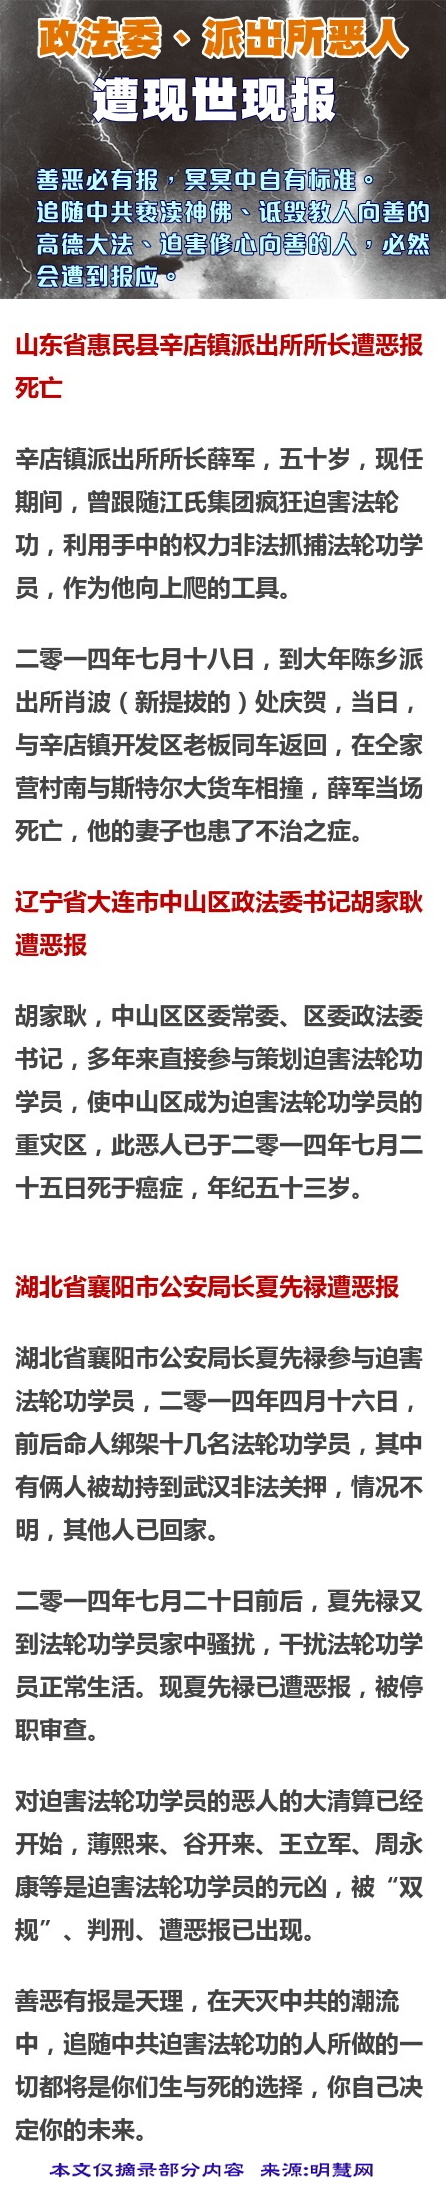 政法委、派出所恶人
遭现世现报
善恶必有报，冥冥中自有标准。
追随中共亵渎神佛、诋毁教人向善的
高德大法、迫害修心向善的人，必然
会遭到报应。
山东省惠民县辛店镇派出所所长遭恶报
死亡
辛店镇派出所所长薛军，五十岁，现任
期间，曾跟随江氏集团疯狂迫害法轮
功，利用手中的权力非法抓捕法轮功学
员，作为他向上爬的工具。
二零一四年七月十八日，到大年陈乡派
出所肖波（新提拔的）处庆贺，当日，
与辛店镇开发区老板同车返回，在仝家
营村南与斯特尔大货车相撞，薛军当场
死亡，他的妻子也患了不治之症。
辽宁省大连市中山区政法委书记胡家耿
遭恶报
胡家耿，中山区区委常委、区委政法委
书记，多年来直接参与策划迫害法轮功
学员，使中山区成为迫害法轮功学员的
重灾区，此恶人已于二零一四年七月二
十五日死于癌症，年纪五十三岁。
湖北省襄阳市公安局长夏先禄遭恶报
湖北省襄阳市公安局长夏先禄参与迫害
法轮功学员，二零一四年四月十六日，
前后命人绑架十几名法轮功学员，其中
有俩人被劫持到武汉非法关押，情况不
明，其他人已回家。
二零一四年七月二十日前后，夏先禄又
到法轮功学员家中骚扰，干扰法轮功学
员正常生活。现夏先禄已遭恶报，被停
职审查。
对迫害法轮功学员的恶人的大清算已经
开始，薄熙来、谷开来、王立军、周永
康等是迫害法轮功学员的元凶，被“双
规”、判刑、遭恶报已出现。
善恶有报是天理，在天灭中共的潮流
中，追随中共迫害法轮功的人所做的一
切都将是你们生与死的选择，你自己决
定你的未来。
本文仅摘录部分内容 来源:明慧网